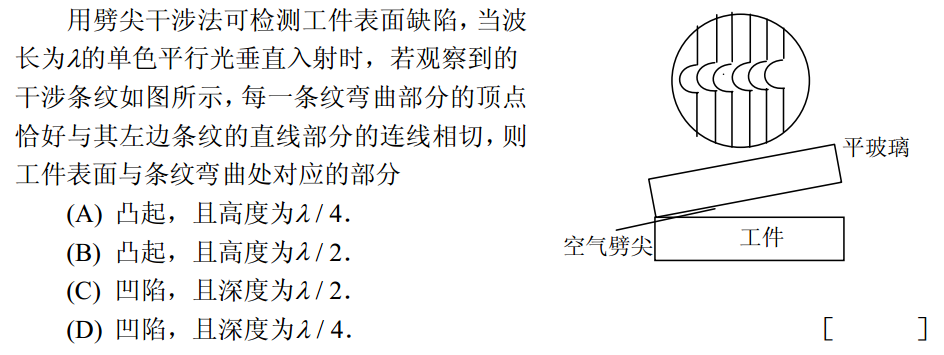 用劈尖干涉法可检测工件表面缺陷，当波
长为λ的单色平行光垂直入射时，若观察到的
干涉条纹如图所示，每一条纹弯曲部分的顶点
恰好与其左边条纹的直线部分的连线相切，则
工件表面与条纹弯曲处对应的部分
(A) 凸起，且高度为λ / 4．
(B) 凸起，且高度为λ / 2．
(C) 凹陷，且深度为λ / 2．
(D) 凹陷，且深度为λ / 4．
平玻璃
空气劈尖
工件
[ ]